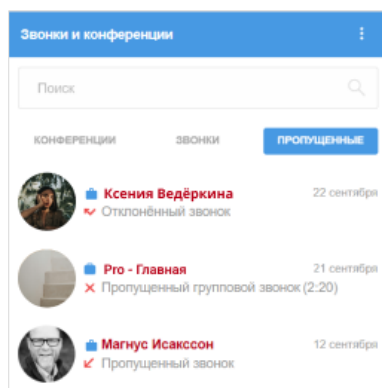 Звонки и конференции
Поиск
КОНФЕРЕНЦИИ ЗВОНКИ ПРОПУЩЕННЫЕ
Ксения Ведёркина 22 сентября
Отклонённый звонок
Pro - Главная 21 сентября
Пропущенный групповой звонок (2:20)
Магнус Исакссон 12 сентября
Пропущенный звонок